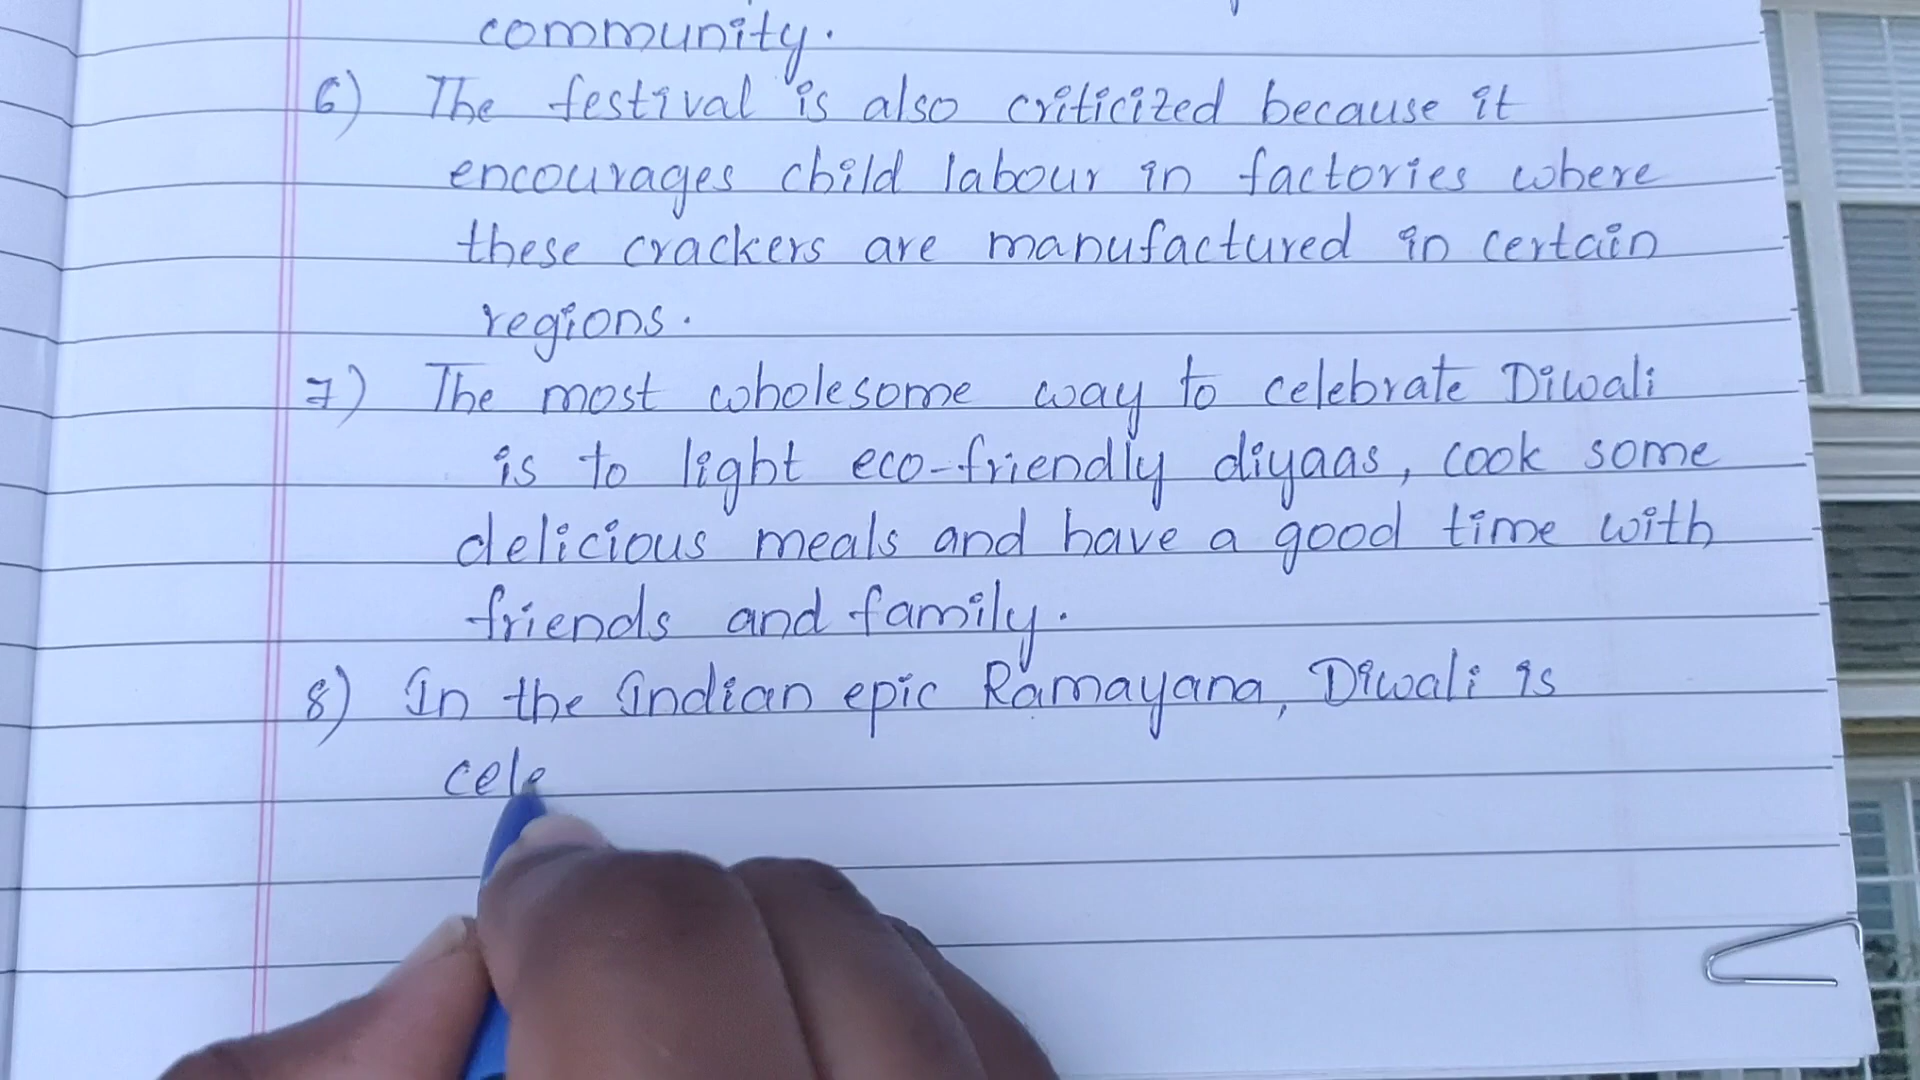 community.
6) The festival is also criticized because it
encourages child labour in factories where
these crackers are manufactured in certain
regions.
7) The most wholesome way to celebrate Diwali
is to light eco-friendly diyaas, cook some
delicious meals and have a good time with
friends and family.
8) In the Indian epic Ramayana, Diwali is
cele